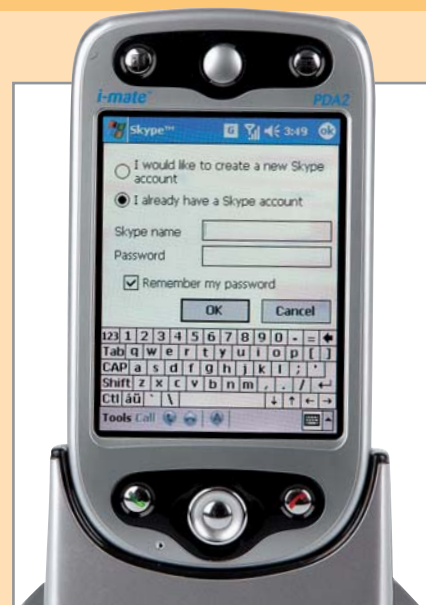 i-mate PDA2
Skype™ G 3:49 ok
I would like to create a new Skype
account
I already have a Skype account
Skype name
Password
Remember my password
OK Cancel
123 1 2 3 4 5 6 7 8 9 0 - =
Tab q w e r t y u i o p [ ]
CAP a s d f g h j k l ; '
Shift z x c v b n m , . /
Ctl áü ` \
Tools Call